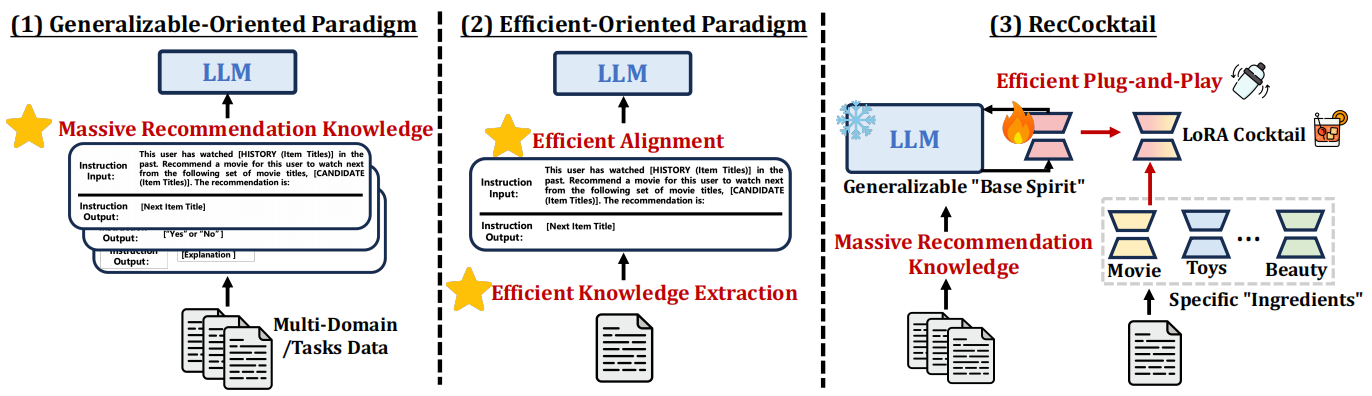 (1) Generalizable-Oriented Paradigm
LLM
Massive Recommendation Knowledge
Instruction
Input:
This user has watched [HISTORY (Item Titles)] in the
past. Recommend a movie for this user to watch next
from the following set of movie titles, [CANDIDATE
(Item Titles)]. The recommendation is:
Instruction
Output:
[Next Item Title]
Output:
["Yes" or "No" ]
Instruction
Output:
[Explanation ]
Multi-Domain
/Tasks Data
(2) Efficient-Oriented Paradigm
LLM
Efficient Alignment
Instruction
Input:
This user has watched [HISTORY (Item Titles)] in the
past. Recommend a movie for this user to watch next
from the following set of movie titles, [CANDIDATE
(Item Titles)]. The recommendation is:
Instruction
Output:
[Next Item Title]
Efficient Knowledge Extraction
(3) RecCocktail
Efficient Plug-and-Play
LLM
LoRA Cocktail
Generalizable "Base Spirit"
Massive Recommendation
Knowledge
Movie
Toys
...
Beauty
Specific "Ingredients"